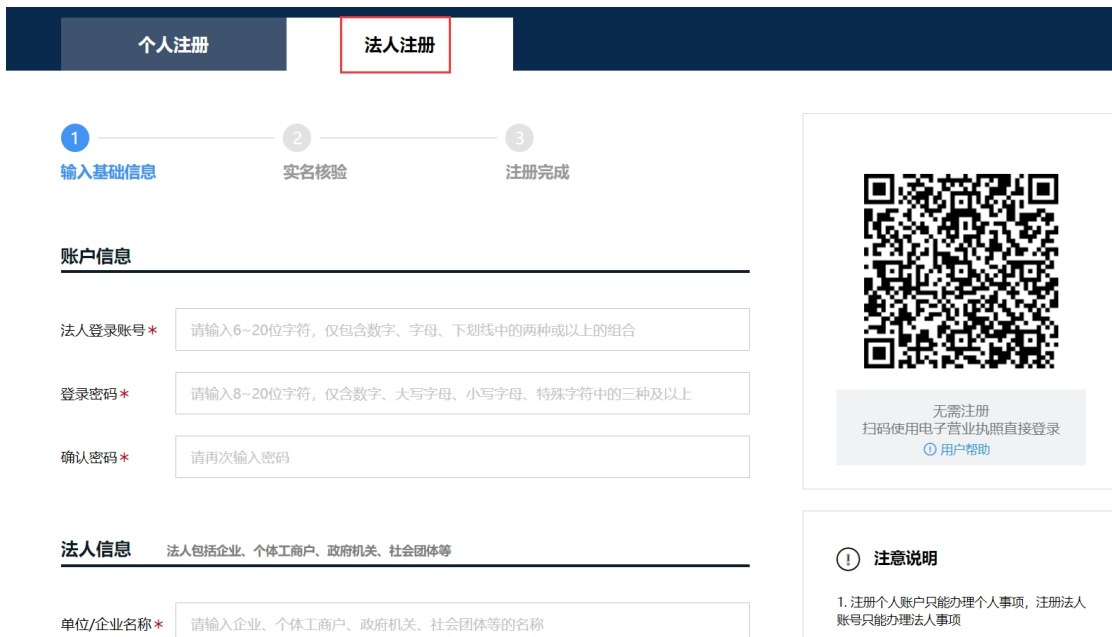 个人注册
法人注册
1
2
3
输入基础信息
实名核验
注册完成
账户信息
法人登录账号*
请输入6~20位字符，仅包含数字、字母、下划线中的两种或以上的组合
登录密码*
请输入8~20位字符，仅含数字、大写字母、小写字母、特殊字符中的三种及以上
确认密码*
请再次输入密码
法人信息
法人包括企业、个体工商户、政府机关、社会团体等
单位/企业名称*
请输入企业、个体工商户、政府机关、社会团体等的名称
无需注册
扫码使用电子营业执照直接登录
用户帮助
注意说明
1. 注册个人账户只能办理个人事项，注册法人
账号只能办理法人事项